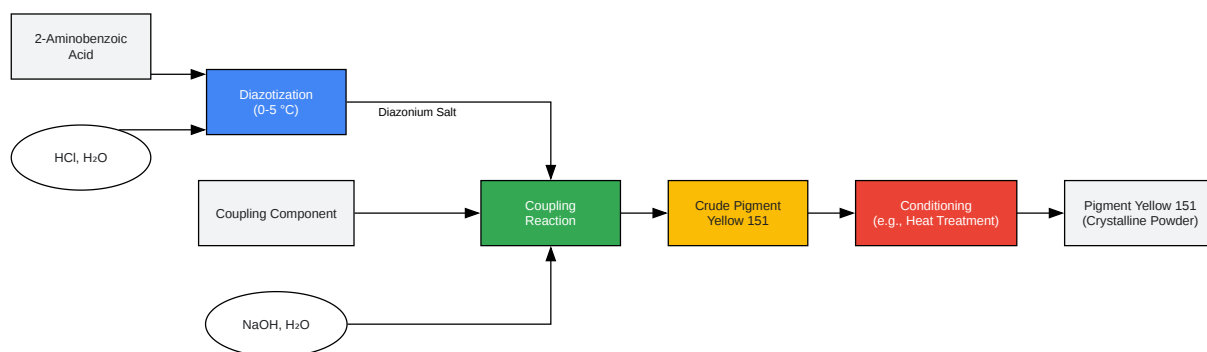 2-Aminobenzoic
Acid
HCl, H₂O
Diazotization
(0-5 °C)
Diazonium Salt
Coupling Component
NaOH, H₂O
Coupling
Reaction
Crude Pigment
Yellow 151
Conditioning
(e.g., Heat Treatment)
Pigment Yellow 151
(Crystalline Powder)